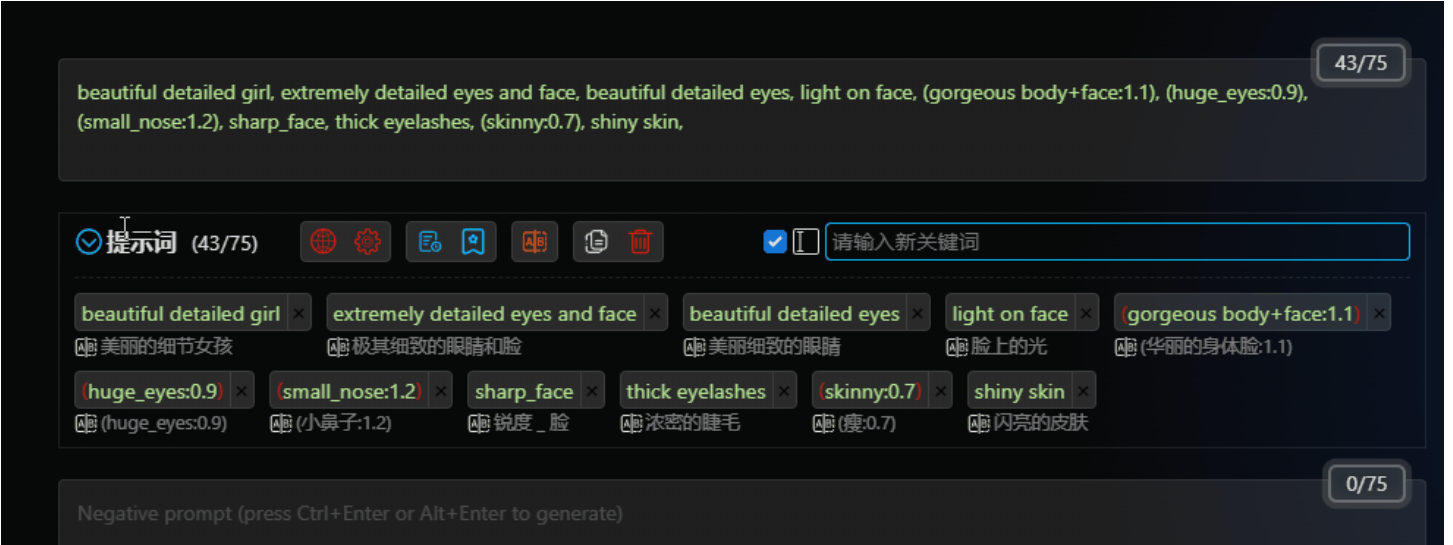 43/75
beautiful detailed girl, extremely detailed eyes and face, beautiful detailed eyes, light on face, (gorgeous body+face:1.1), (huge_eyes:0.9),
(small_nose:1.2), sharp_face, thick eyelashes, (skinny:0.7), shiny skin,
提示词 (43/75) 请输入新关键词
beautiful detailed girl × extremely detailed eyes and face × beautiful detailed eyes × light on face × (gorgeous body+face:1.1) ×
美丽的细节女孩 极其细致的眼睛和脸 美丽细致的眼睛 脸上的光 (华丽的身体脸:1.1)
(huge_eyes:0.9) × (small_nose:1.2) × sharp_face × thick eyelashes × (skinny:0.7) × shiny skin ×
(huge_eyes:0.9) (小鼻子:1.2) 锐度 _ 脸 浓密的睫毛 (瘦:0.7) 闪亮的皮肤
0/75
Negative prompt (press Ctrl+Enter or Alt+Enter to generate)